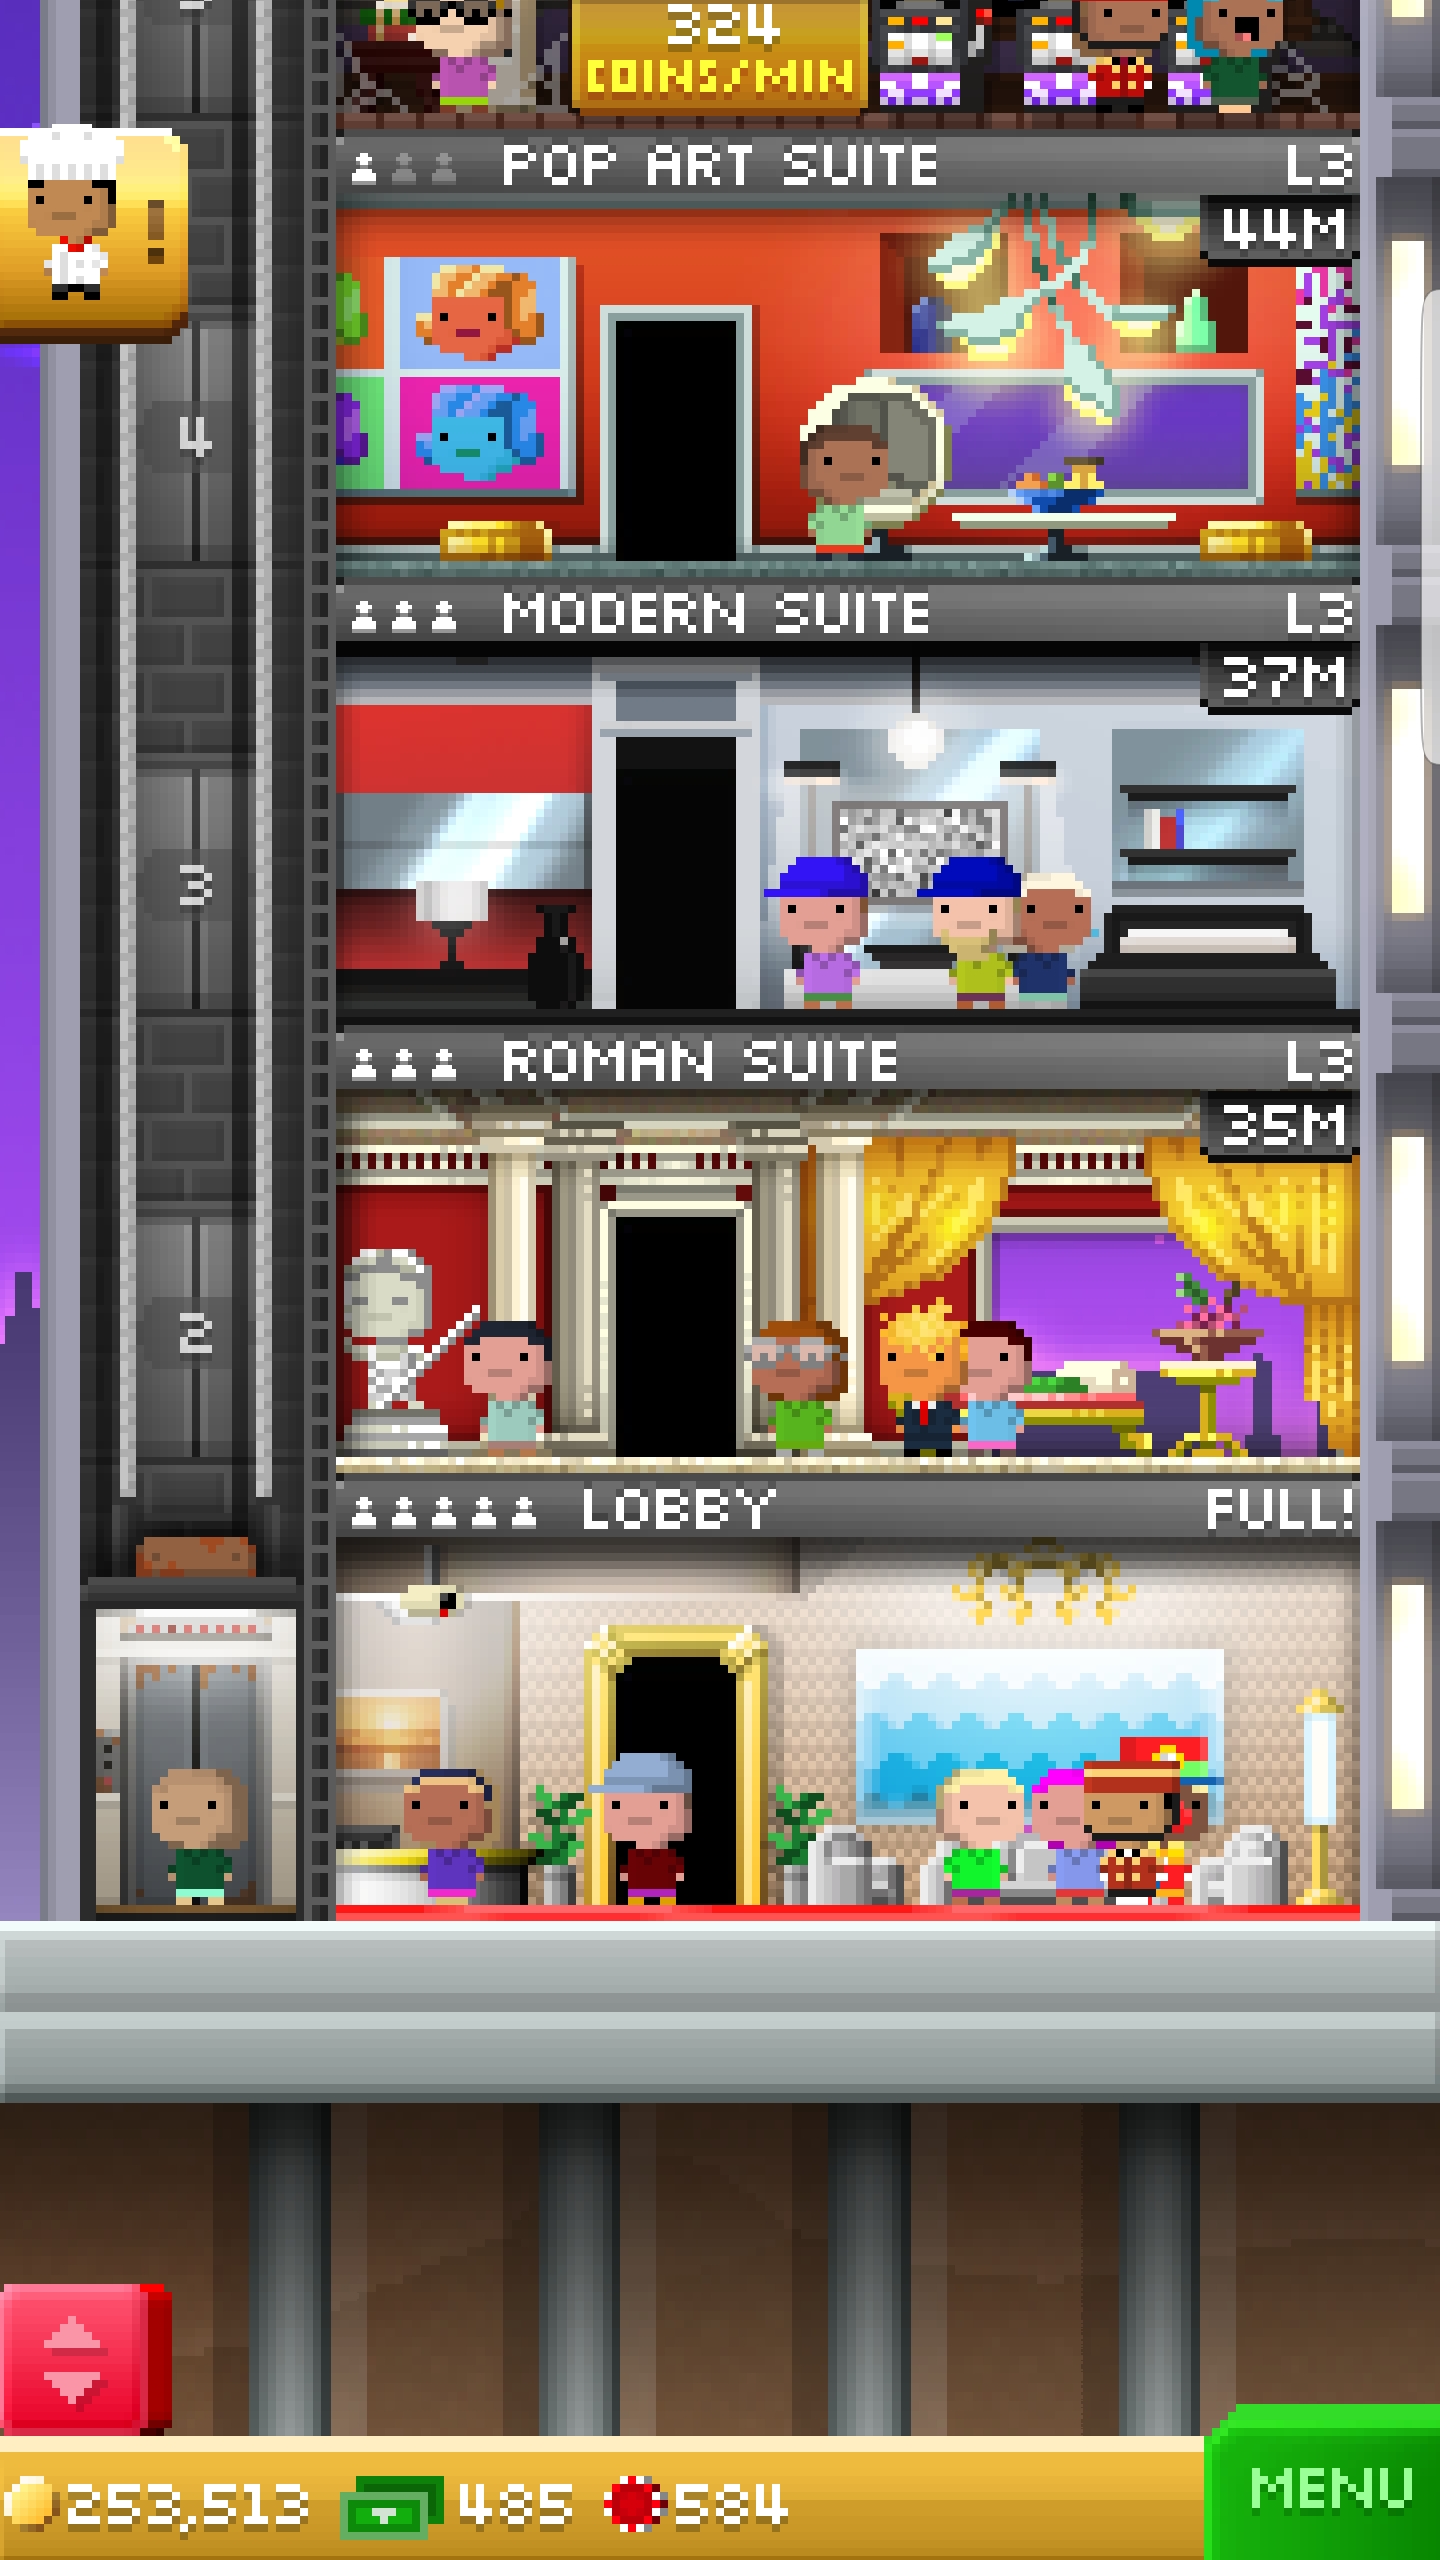 324
COINS/MIN
POP ART SUITE L3
44M
!
4
MODERN SUITE L3
37M
3
ROMAN SUITE L3
35M
2
LOBBY FULL!
253,513 485 584
MENU